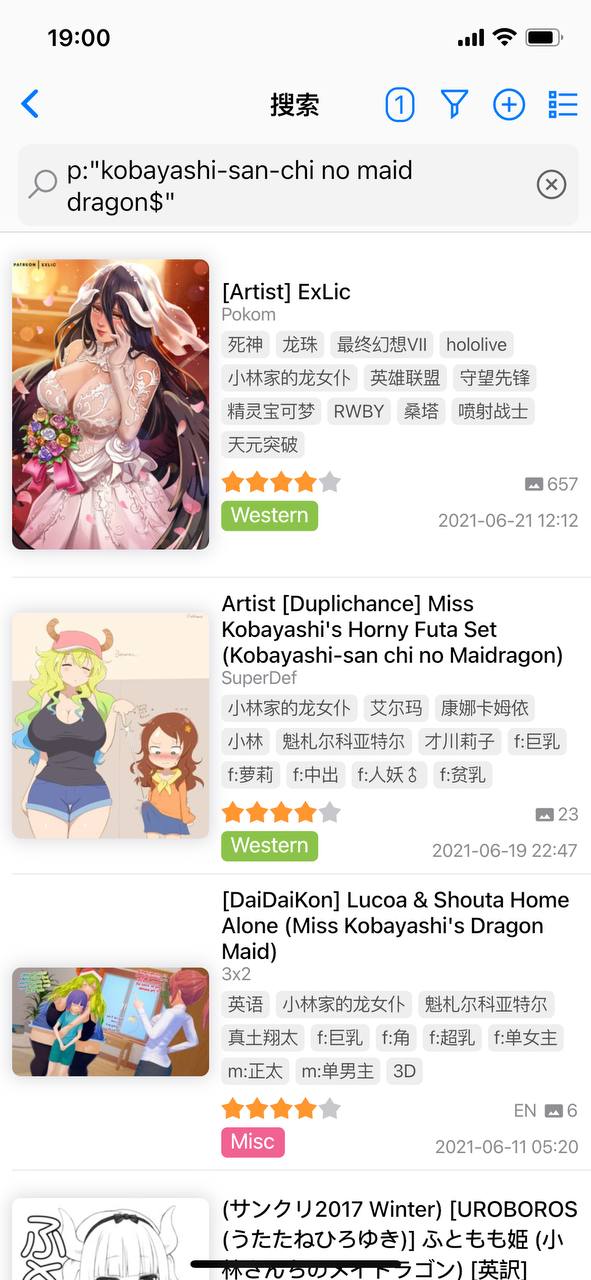 19:00
搜索
1
p:"kobayashi-san-chi no maid
dragon$"
PATREON | EXLIC
[Artist] ExLic
Pokom
死神 龙珠 最终幻想VII hololive
小林家的龙女仆 英雄联盟 守望先锋
精灵宝可梦 RWBY 桑塔 喷射战士
天元突破
657
Western
2021-06-21 12:12
Artist [Duplichance] Miss
Kobayashi's Horny Futa Set
(Kobayashi-san chi no Maidragon)
SuperDef
小林家的龙女仆 艾尔玛 康娜卡姆依
小林 魁札尔科亚特尔 才川莉子 f:巨乳
f:萝莉 f:中出 f:人妖♂ f:贫乳
23
Western
2021-06-19 22:47
[DaiDaiKon] Lucoa & Shouta Home
Alone (Miss Kobayashi's Dragon
Maid)
3x2
英语 小林家的龙女仆 魁札尔科亚特尔
真土翔太 f:巨乳 f:角 f:超乳 f:单女主
m:正太 m:单男主 3D
EN 6
Misc
2021-06-11 05:20
(サンクリ2017 Winter) [UROBOROS
(うたたねひろゆき)] ふともも姫 (小
林さんちのメイドラゴン) [英訳]
ふと